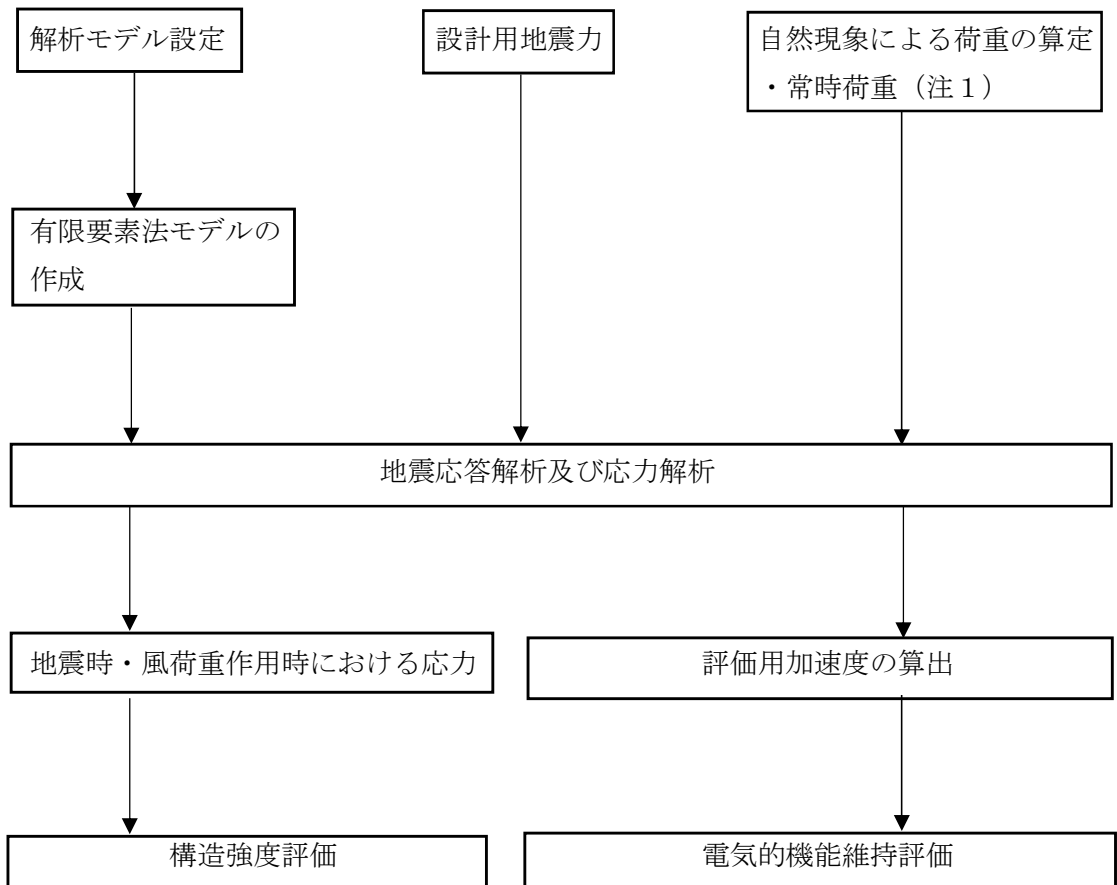 解析モデル設定
設計用地震力
自然現象による荷重の算定
・常時荷重（注１）
有限要素法モデルの
作成
地震応答解析及び応力解析
地震時・風荷重作用時における応力
評価用加速度の算出
構造強度評価
電気的機能維持評価